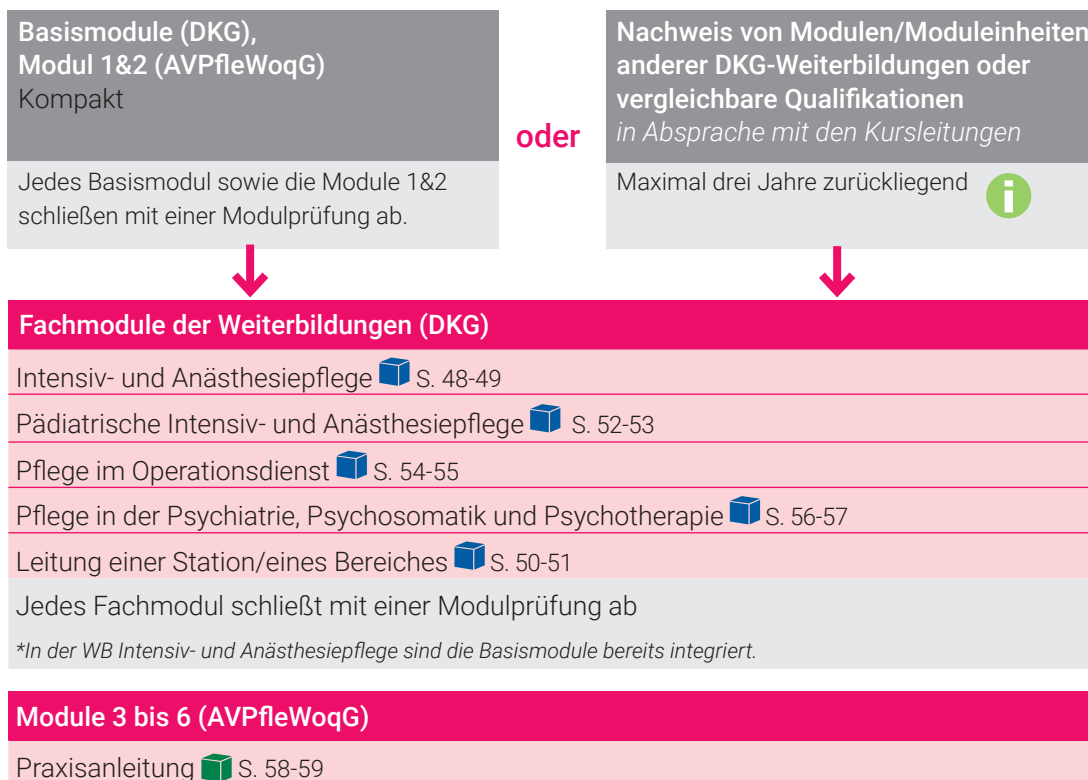 Basismodule (DKG),
Modul 1&2 (AVPfleWoqG)
Kompakt
Jedes Basismodul sowie die Module 1&2
schließen mit einer Modulprüfung ab.
oder
Nachweis von Modulen/Moduleinheiten
anderer DKG-Weiterbildungen oder
vergleichbare Qualifikationen
in Absprache mit den Kursleitungen
Maximal drei Jahre zurückliegend
i
Fachmodule der Weiterbildungen (DKG)
Intensiv- und Anästhesiepflege S. 48-49
Pädiatrische Intensiv- und Anästhesiepflege S. 52-53
Pflege im Operationsdienst S. 54-55
Pflege in der Psychiatrie, Psychosomatik und Psychotherapie S. 56-57
Leitung einer Station/eines Bereiches S. 50-51
Jedes Fachmodul schließt mit einer Modulprüfung ab
*In der WB Intensiv- und Anästhesiepflege sind die Basismodule bereits integriert.
Module 3 bis 6 (AVPfleWoqG)
Praxisanleitung S. 58-59